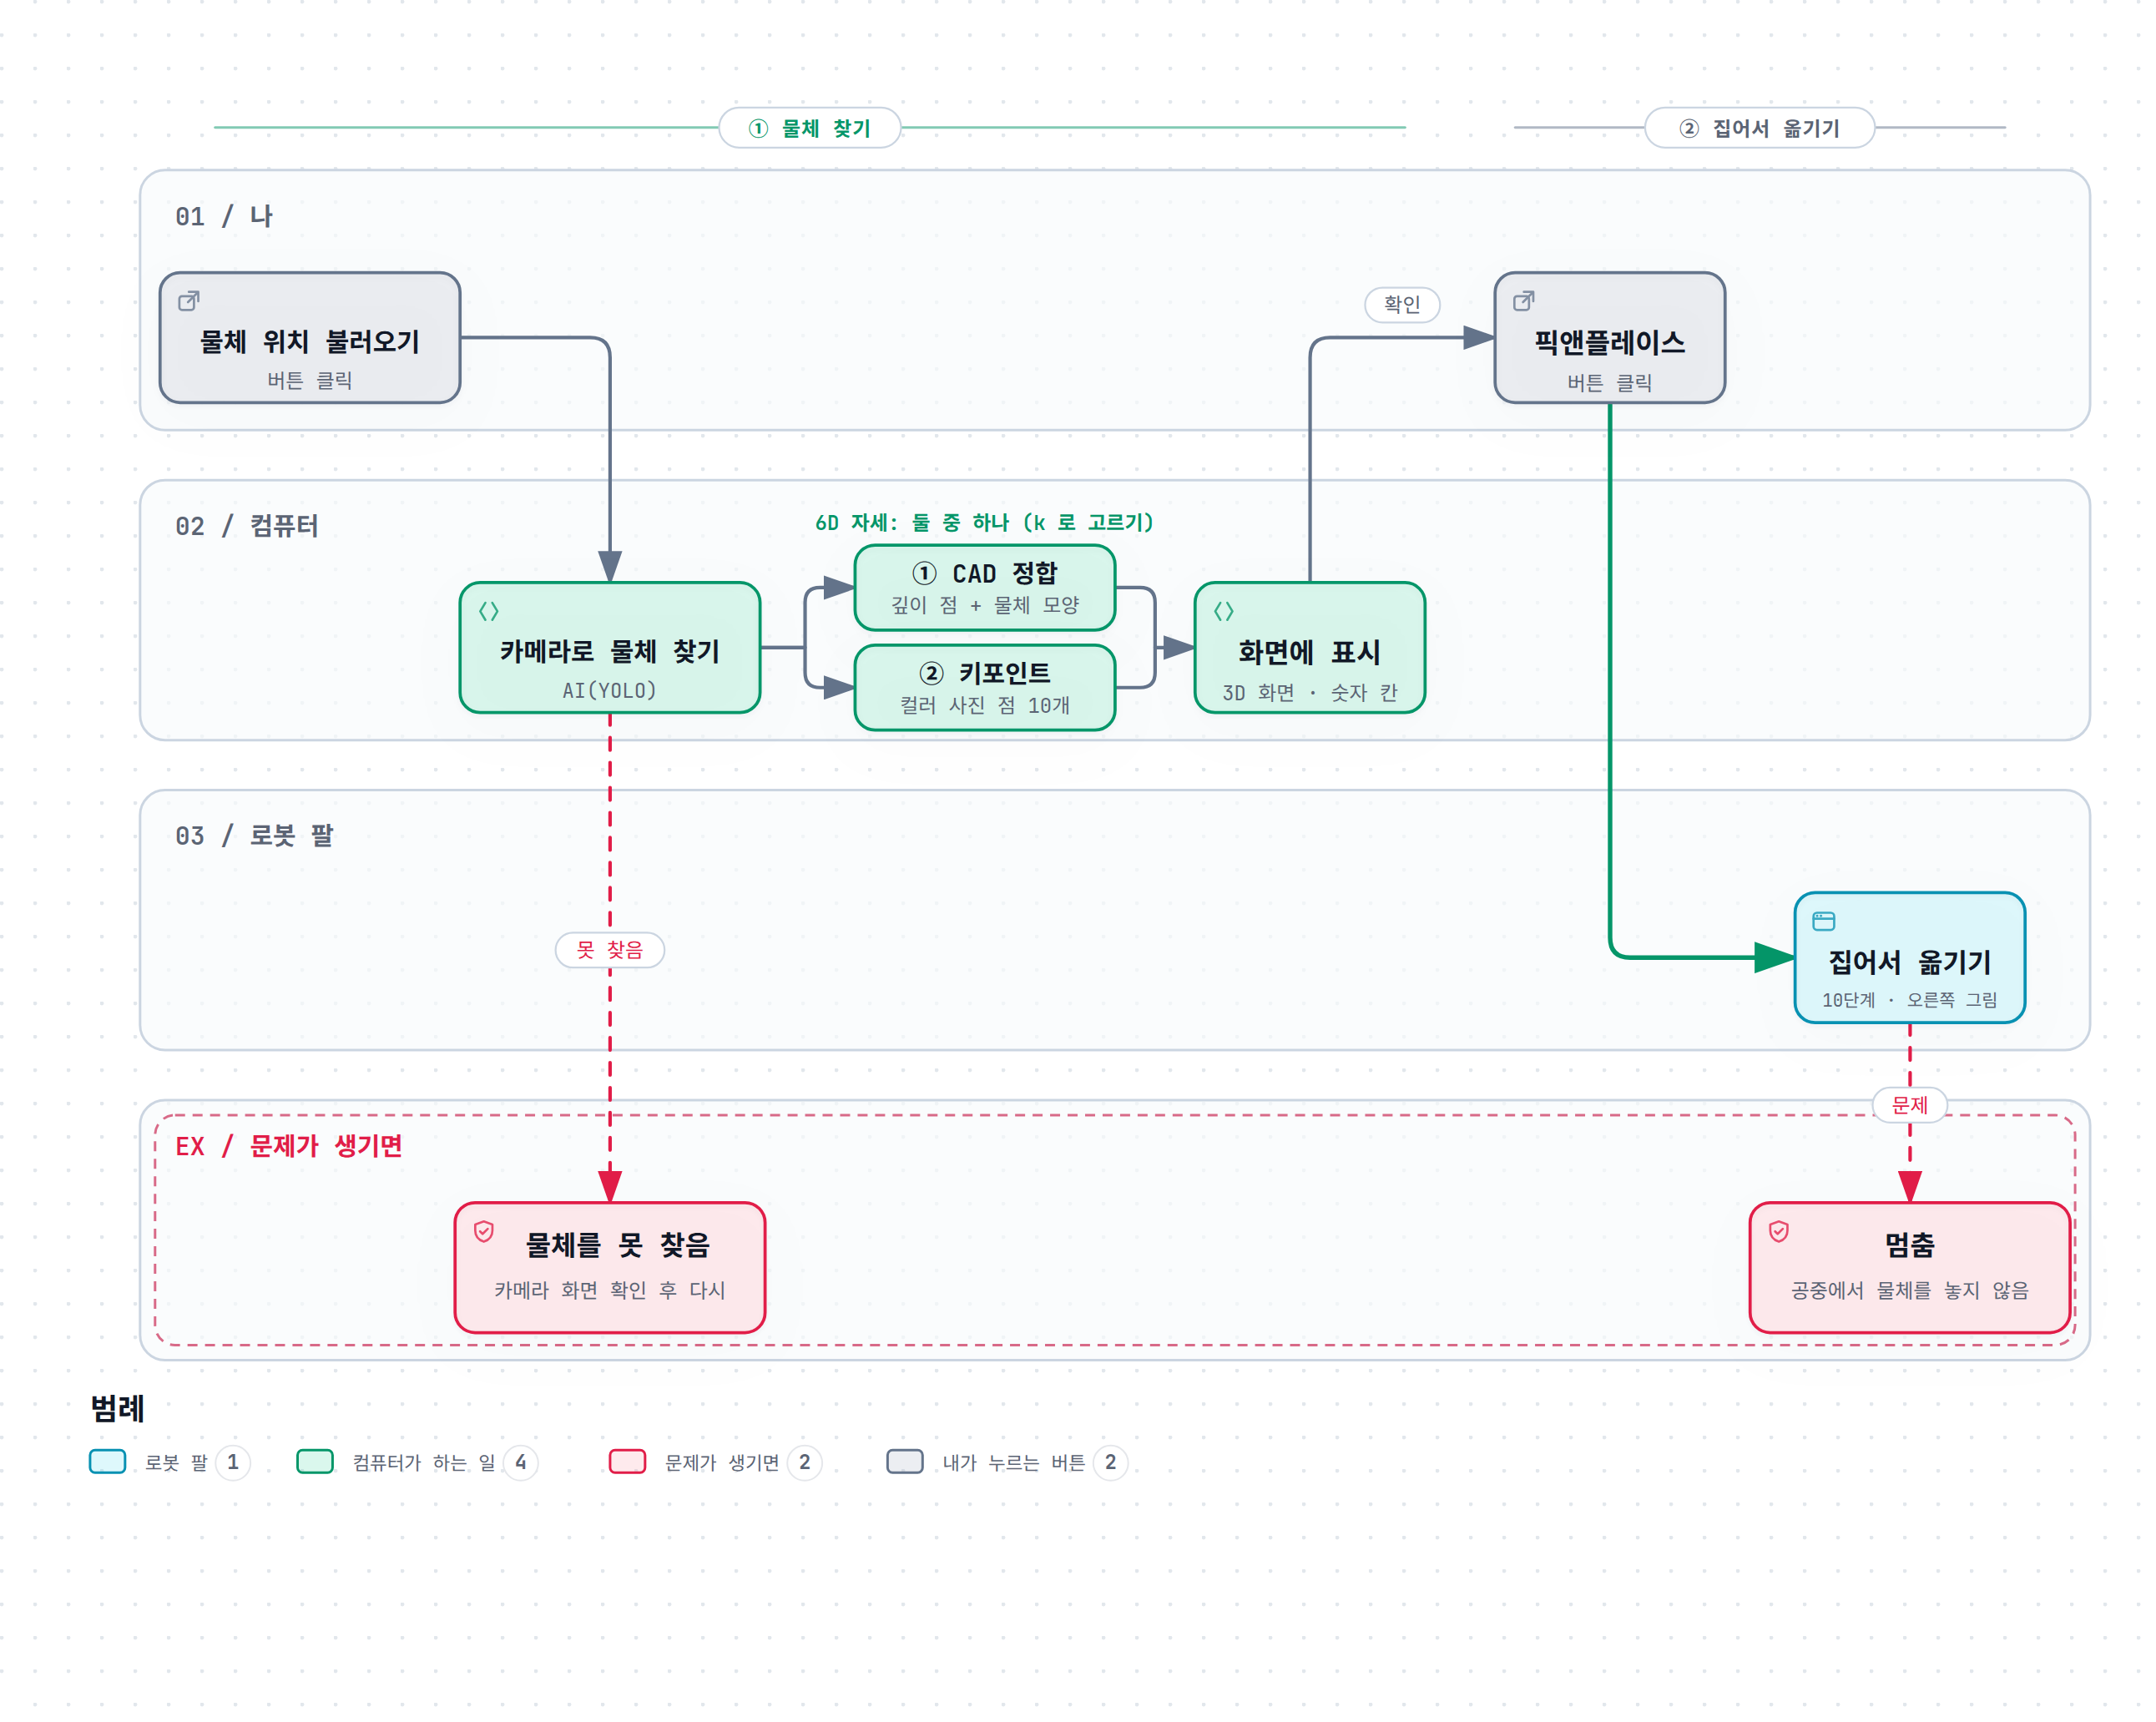 ① 물체 찾기
② 집어서 옮기기
01 / 나
물체 위치 불러오기
버튼 클릭
확인
픽앤플레이스
버튼 클릭
02 / 컴퓨터
6D 자세: 둘 중 하나 (k 로 고르기)
① CAD 정합
깊이 점 + 물체 모양
카메라로 물체 찾기
AI(YOLO)
② 키포인트
컬러 사진 점 10개
화면에 표시
3D 화면 · 숫자 칸
03 / 로봇 팔
못 찾음
집어서 옮기기
10단계 · 오른쪽 그림
문제
EX / 문제가 생기면
물체를 못 찾음
카메라 화면 확인 후 다시
멈춤
공중에서 물체를 놓지 않음
범례
로봇 팔 1
컴퓨터가 하는 일 4
문제가 생기면 2
내가 누르는 버튼 2